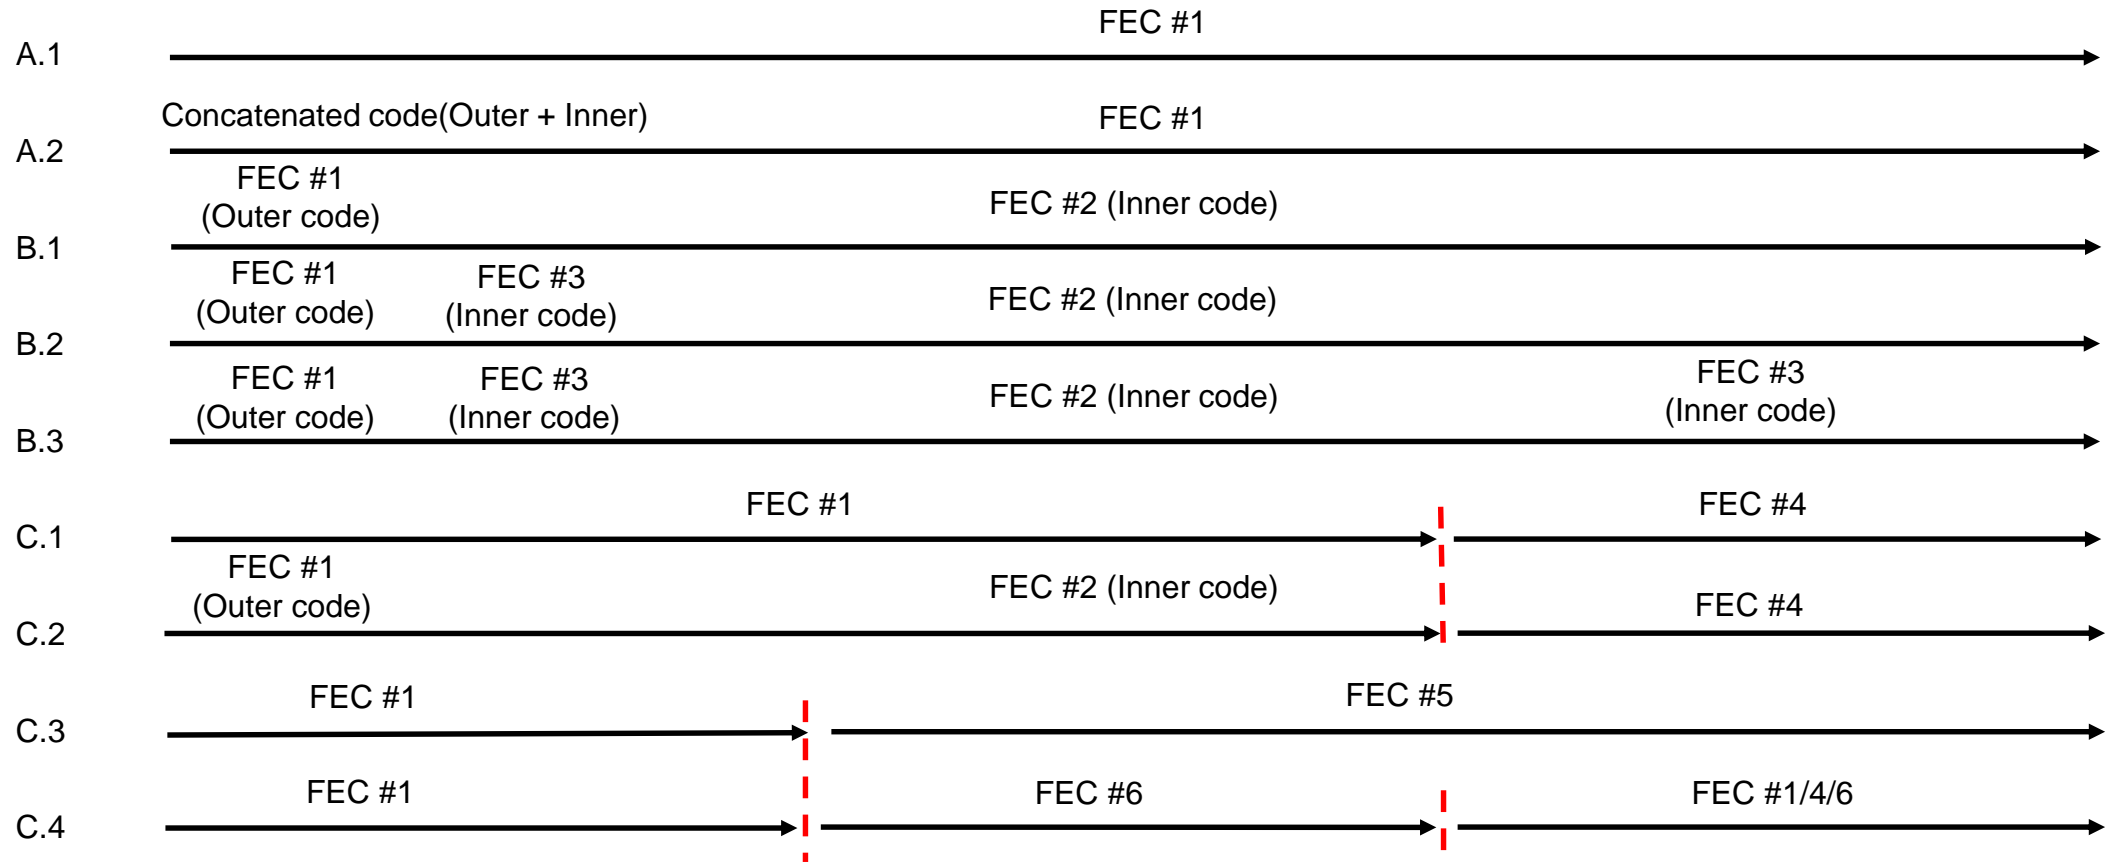 FEC #1
A.1
Concatenated code(Outer + Inner) FEC #1
A.2
FEC #1
(Outer code)
FEC #2 (Inner code)
B.1
FEC #1
(Outer code)
FEC #3
(Inner code)
FEC #2 (Inner code)
B.2
FEC #1
(Outer code)
FEC #3
(Inner code)
FEC #2 (Inner code)
FEC #3
(Inner code)
B.3
FEC #1 FEC #4
C.1
FEC #1
(Outer code)
FEC #2 (Inner code)
FEC #4
C.2
FEC #1 FEC #5
C.3
FEC #1 FEC #6 FEC #1/4/6
C.4